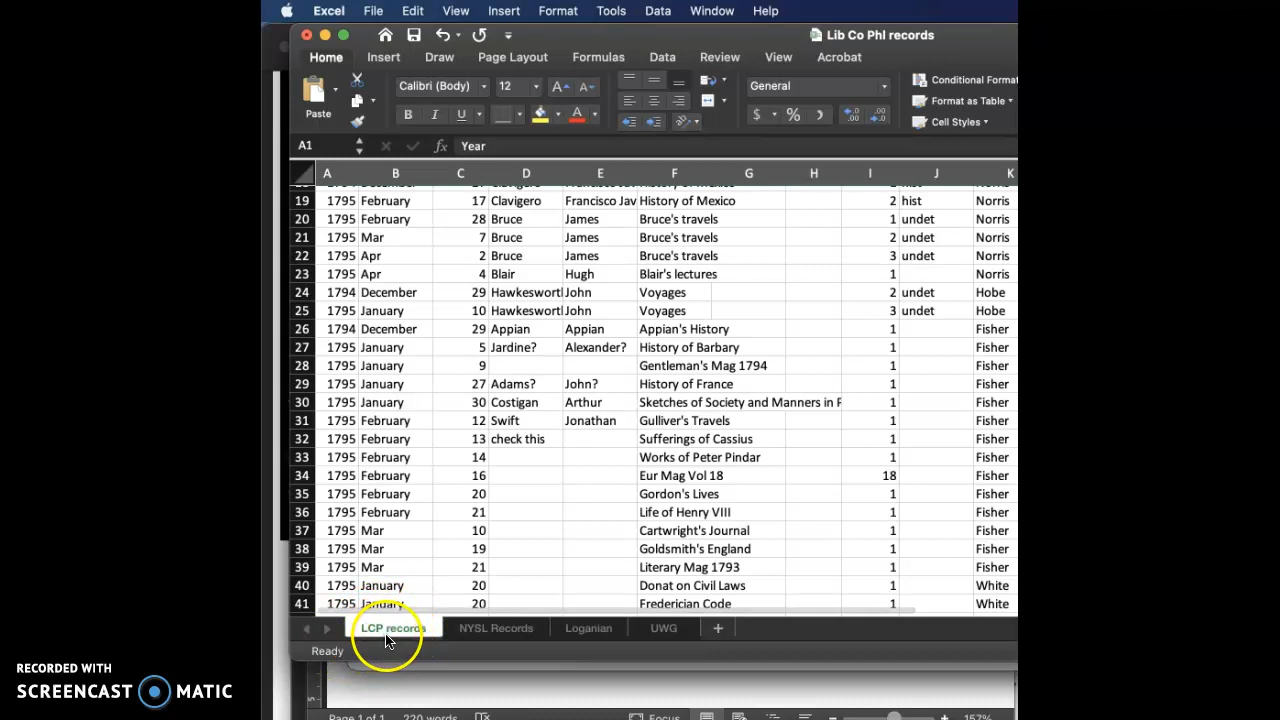 Excel File Edit View Insert Format Tools Data Window Help
Lib Co Phl records
Home Insert Draw Page Layout Formulas Data Review View Acrobat
Paste Calibri (Body) 12 A A General Conditional Format
B I U A $ % Format as Table
Cell Styles
A1 fx Year
A B C D E F G H I J K
19 1795 February 17 Clavigero Francisco Jav History of Mexico 2 hist Norris
20 1795 February 28 Bruce James Bruce's travels 1 undet Norris
21 1795 Mar 7 Bruce James Bruce's travels 2 undet Norris
22 1795 Apr 2 Bruce James Bruce's travels 3 undet Norris
23 1795 Apr 4 Blair Hugh Blair's lectures 1 Norris
24 1794 December 29 Hawkesworth John Voyages 2 undet Hobe
25 1795 January 10 Hawkesworth John Voyages 3 undet Hobe
26 1794 December 29 Appian Appian Appian's History 1 Fisher
27 1795 January 5 Jardine? Alexander? History of Barbary 1 Fisher
28 1795 January 9 Gentleman's Mag 1794 1 Fisher
29 1795 January 27 Adams? John? History of France 1 Fisher
30 1795 January 30 Costigan Arthur Sketches of Society and Manners in P 1 Fisher
31 1795 February 12 Swift Jonathan Gulliver's Travels 1 Fisher
32 1795 February 13 check this Sufferings of Cassius 1 Fisher
33 1795 February 14 Works of Peter Pindar 1 Fisher
34 1795 February 16 Eur Mag Vol 18 18 Fisher
35 1795 February 20 Gordon's Lives 1 Fisher
36 1795 February 21 Life of Henry VIII 1 Fisher
37 1795 Mar 10 Cartwright's Journal 1 Fisher
38 1795 Mar 19 Goldsmith's England 1 Fisher
39 1795 Mar 21 Literary Mag 1793 1 Fisher
40 1795 January 20 Donat on Civil Laws 1 White
41 1795 January 20 Frederician Code 1 White
LCP records NYSL Records Loganian UWG +
Ready
Page 1 of 1 220 words Focus 157%
RECORDED WITH
SCREENCAST MATIC